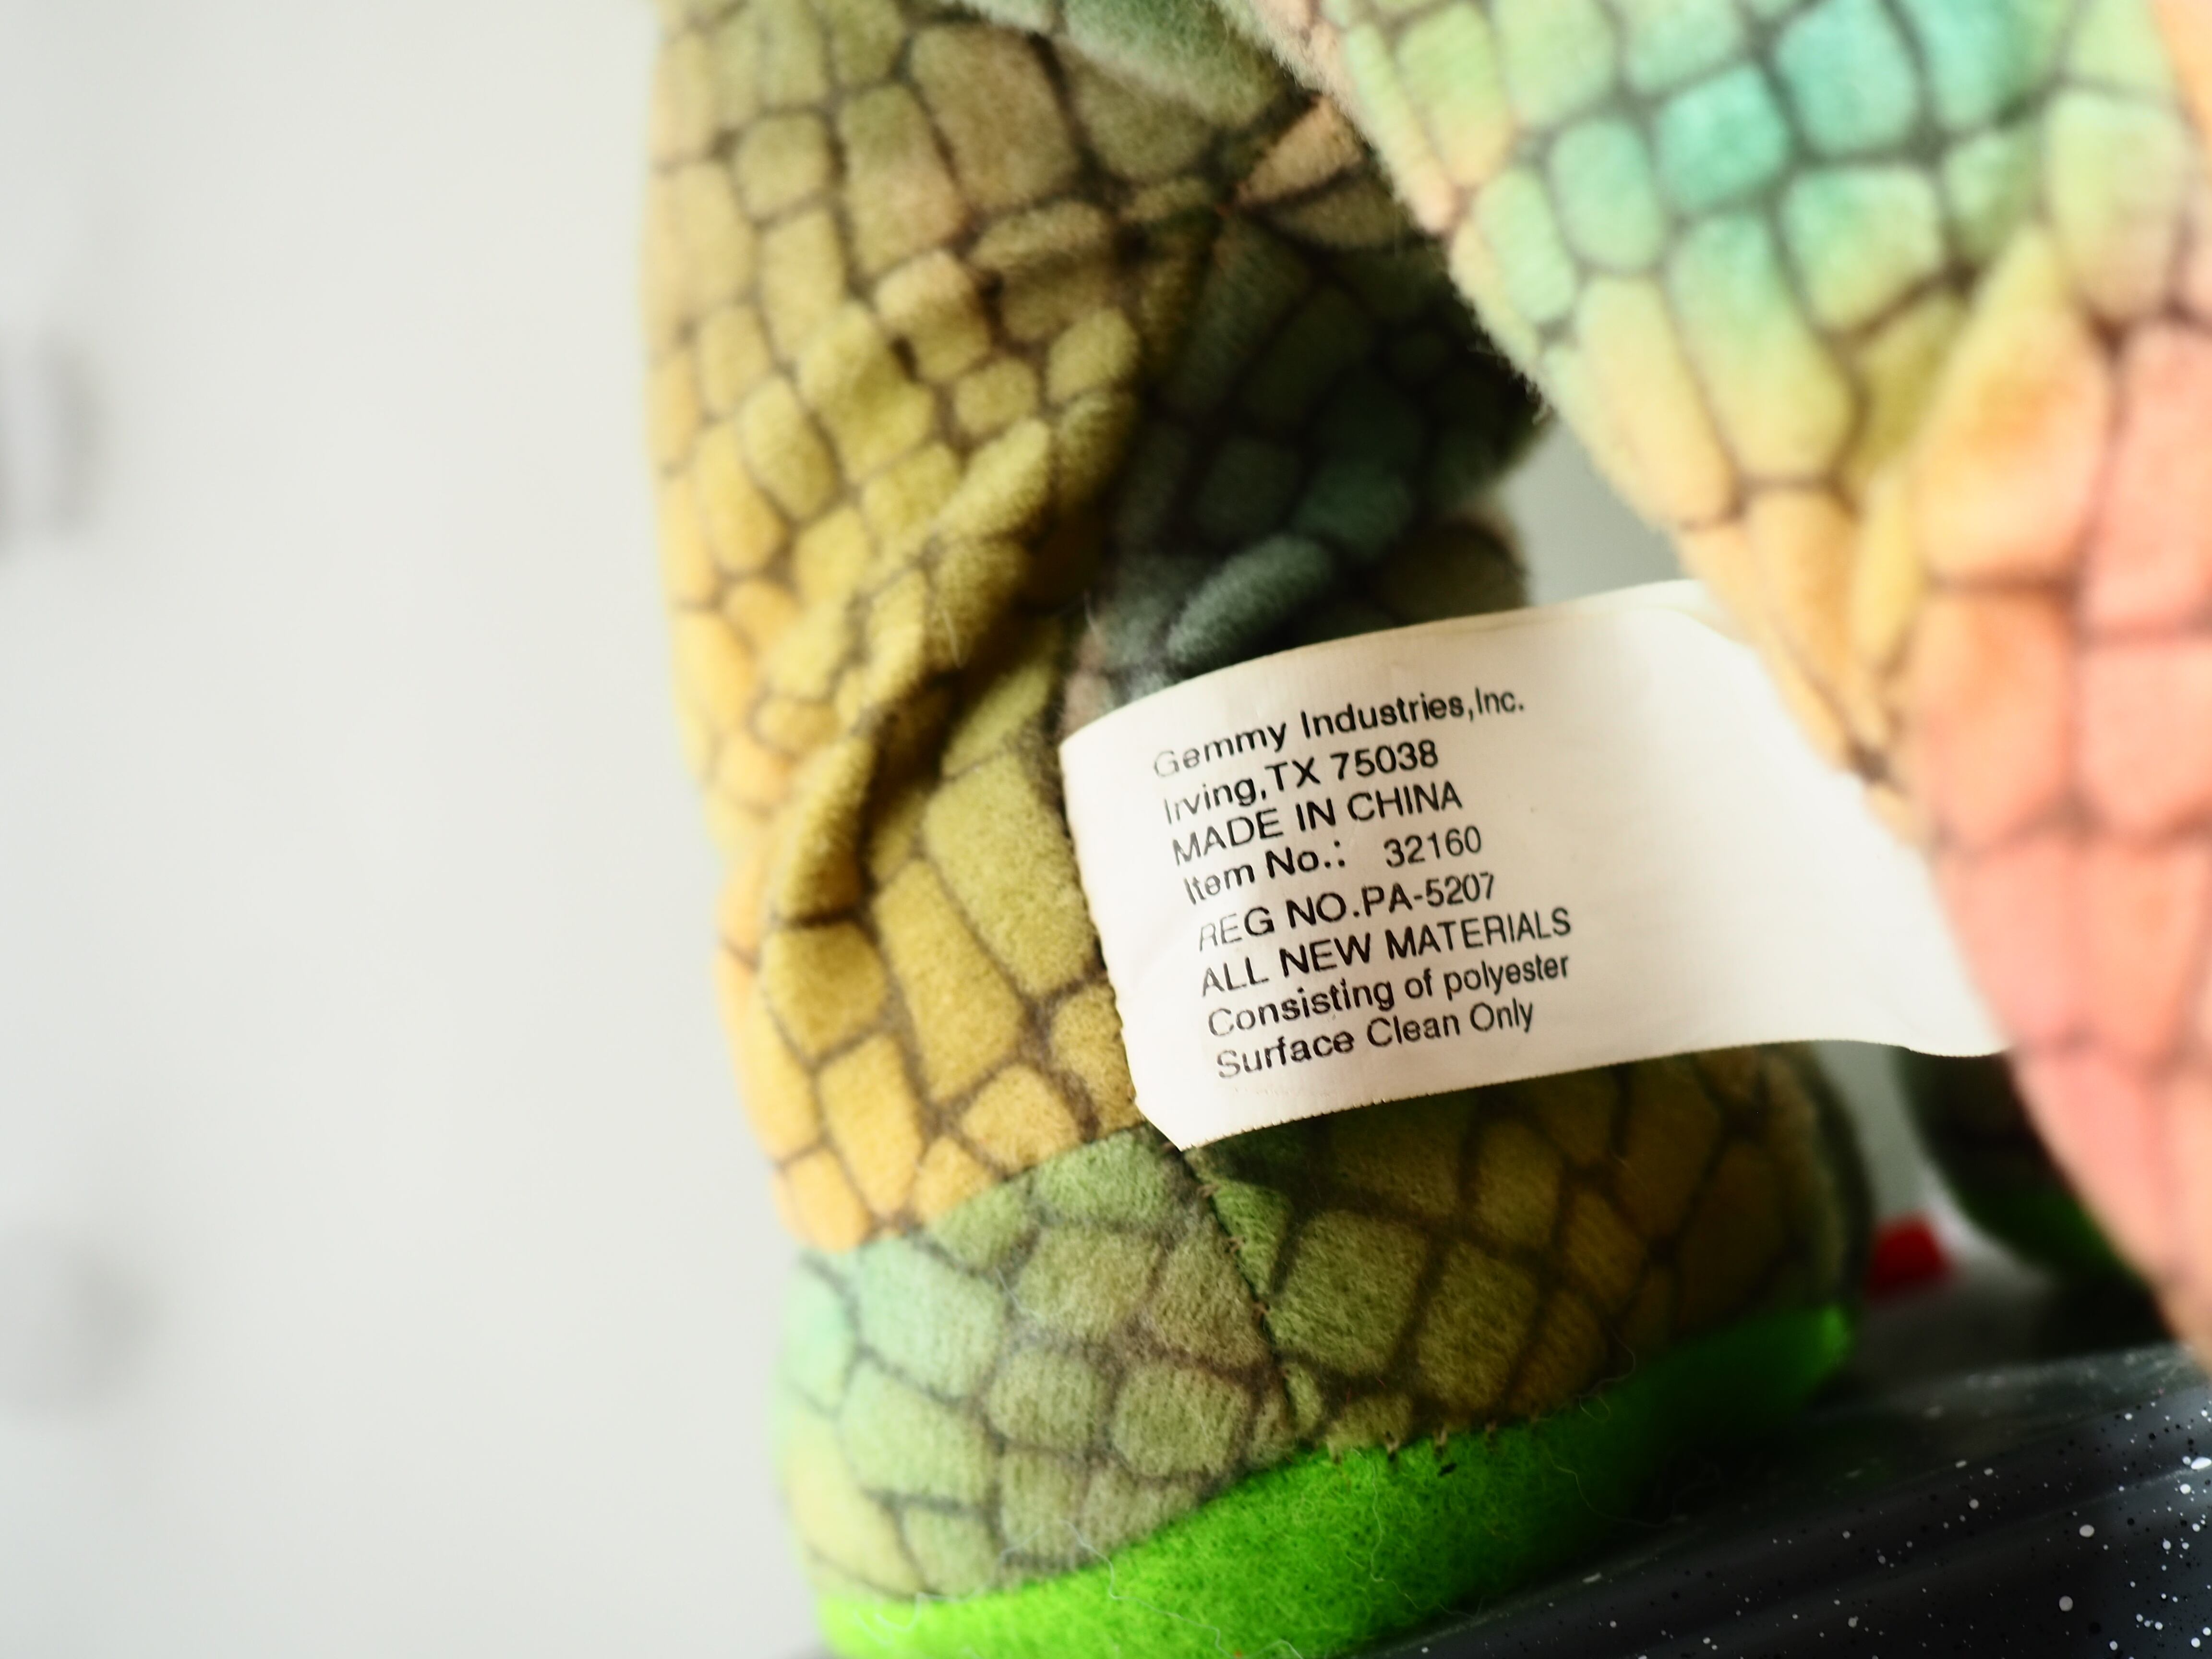 Gemmy Industries,Inc.
Irving,TX 75038
MADE IN CHINA
Item No.: 32160
REG NO.PA-5207
ALL NEW MATERIALS
Consisting of polyester
Surface Clean Only